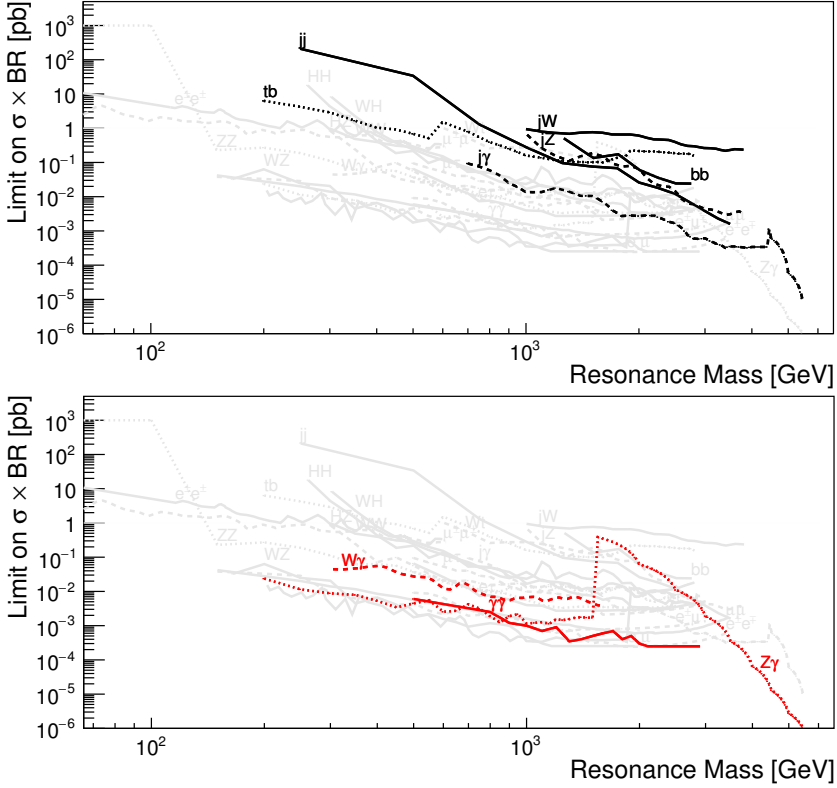 Limit on σ × BR [pb]
10³
10²
10
1
10⁻¹
10⁻²
10⁻³
10⁻⁴
10⁻⁵
10⁻⁶
jj
HH
tb
e±e±
WH
ZZ
WZ
Wγ
jγ
jW
jZ
bb
γγ
Zγ
10²
10³
Resonance Mass [GeV]
Limit on σ × BR [pb]
10³
10²
10
1
10⁻¹
10⁻²
10⁻³
10⁻⁴
10⁻⁵
10⁻⁶
jj
HH
tb
e±e±
WH
ZZ
WZ
Wγ
jγ
jW
jZ
bb
γγ
Zγ
10²
10³
Resonance Mass [GeV]